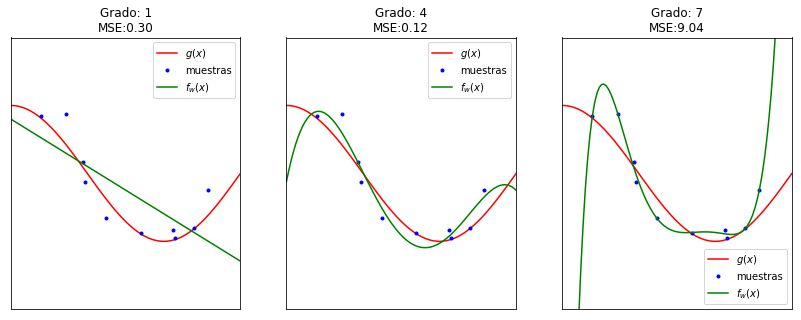 Grado: 1
MSE:0.30
g(x)
muestras
f_w(x)
Grado: 4
MSE:0.12
g(x)
muestras
f_w(x)
Grado: 7
MSE:9.04
g(x)
muestras
f_w(x)